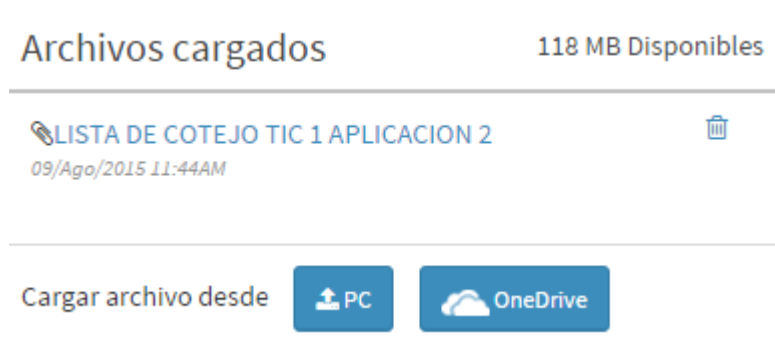 Archivos cargados
118 MB Disponibles
LISTA DE COTEJO TIC 1 APLICACION 2
09/Ago/2015 11:44AM
Cargar archivo desde
PC
OneDrive